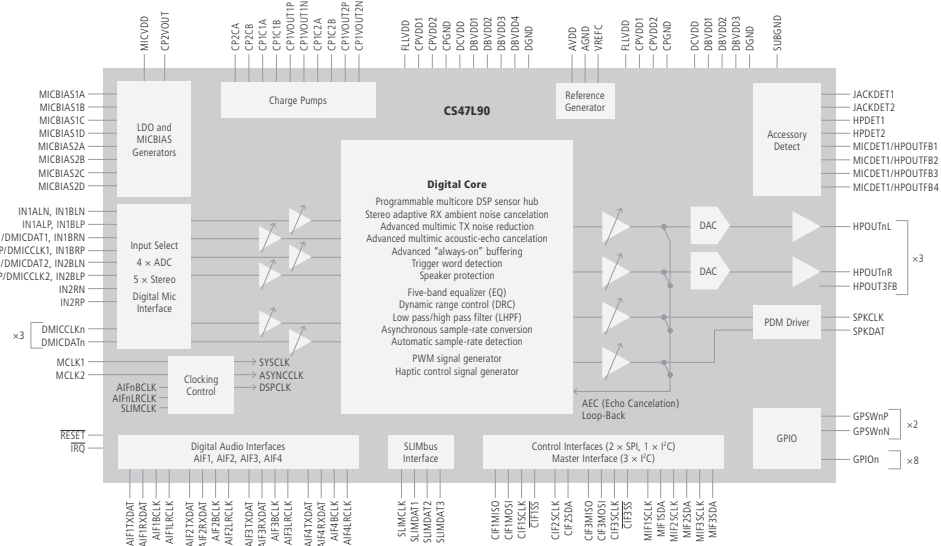 MICVDD
CP2VOUT
CP2CA
CP2CB
CP1C1A
CP1C1B
CP1VOUT1P
CP1VOUT1N
CP1C2A
CP1C2B
CP1VOUT2P
CP1VOUT2N
FLLVDD
CPVDD1
CPVDD2
CPGND
DCVDD
DBVDD1
DBVDD2
DBVDD3
DBVDD4
DGND
AVDD
AGND
VREFC
FLLVDD
CPVDD1
CPVDD2
CPGND
DCVDD
DBVDD1
DBVDD2
DBVDD3
DGND
SUBGND
CS47L90
MICBIAS1A
MICBIAS1B
MICBIAS1C
MICBIAS1D
MICBIAS2A
MICBIAS2B
MICBIAS2C
MICBIAS2D
LDO and
MICBIAS
Generators
Charge Pumps
Reference
Generator
Accessory
Detect
JACKDET1
JACKDET2
HPDET1
HPDET2
MICDET1/HPOUTFB1
MICDET1/HPOUTFB2
MICDET1/HPOUTFB3
MICDET1/HPOUTFB4
IN1ALN, IN1BLN
IN1ALP, IN1BLP
/DMICDAT1, IN1BRN
P/DMICCLK1, IN1BRP
/DMICDAT2, IN2BLN
P/DMICCLK2, IN2BLP
IN2RN
IN2RP
×3
DMICCLKn
DMICDATn
Input Select
4 × ADC
5 × Stereo
Digital Mic
Interface
Digital Core
Programmable multicore DSP sensor hub
Stereo adaptive RX ambient noise cancelation
Advanced multimic TX noise reduction
Advanced multimic acoustic-echo cancelation
Advanced “always-on” buffering
Trigger word detection
Speaker protection
Five-band equalizer (EQ)
Dynamic range control (DRC)
Low pass/high pass filter (LHPF)
Asynchronous sample-rate conversion
Automatic sample-rate detection
PWM signal generator
Haptic control signal generator
DAC
DAC
HPOUTnL
HPOUTnR
HPOUT3FB
×3
PDM Driver
SPKCLK
SPKDAT
AEC (Echo Cancelation)
Loop-Back
MCLK1
MCLK2
AIFnBCLK
AIFnLRCLK
SLIMCLK
Clocking
Control
SYSCLK
ASYNCCLK
DSPCLK
GPIO
GPSWnP
GPSWnN
×2
GPIOn
×8
RESET
IRQ
Digital Audio Interfaces
AIF1, AIF2, AIF3, AIF4
SLIMbus
Interface
Control Interfaces (2 × SPI, 1 × I²C)
Master Interface (3 × I²C)
AIF1TXDAT
AIF1RXDAT
AIF1BCLK
AIF1LRCLK
AIF2TXDAT
AIF2RXDAT
AIF2BCLK
AIF2LRCLK
AIF3TXDAT
AIF3RXDAT
AIF3BCLK
AIF3LRCLK
AIF4TXDAT
AIF4RXDAT
AIF4BCLK
AIF4LRCLK
SLIMCLK
SLIMDAT1
SLIMDAT2
SLIMDAT3
CIF1MISO
CIF1MOSI
CIF1SCLK
CIF1SS
CIF2SCLK
CIF2SDA
CIF3MISO
CIF3MOSI
CIF3SCLK
CIF3SS
MIF1SCLK
MIF1SDA
MIF2SCLK
MIF2SDA
MIF3SCLK
MIF3SDA